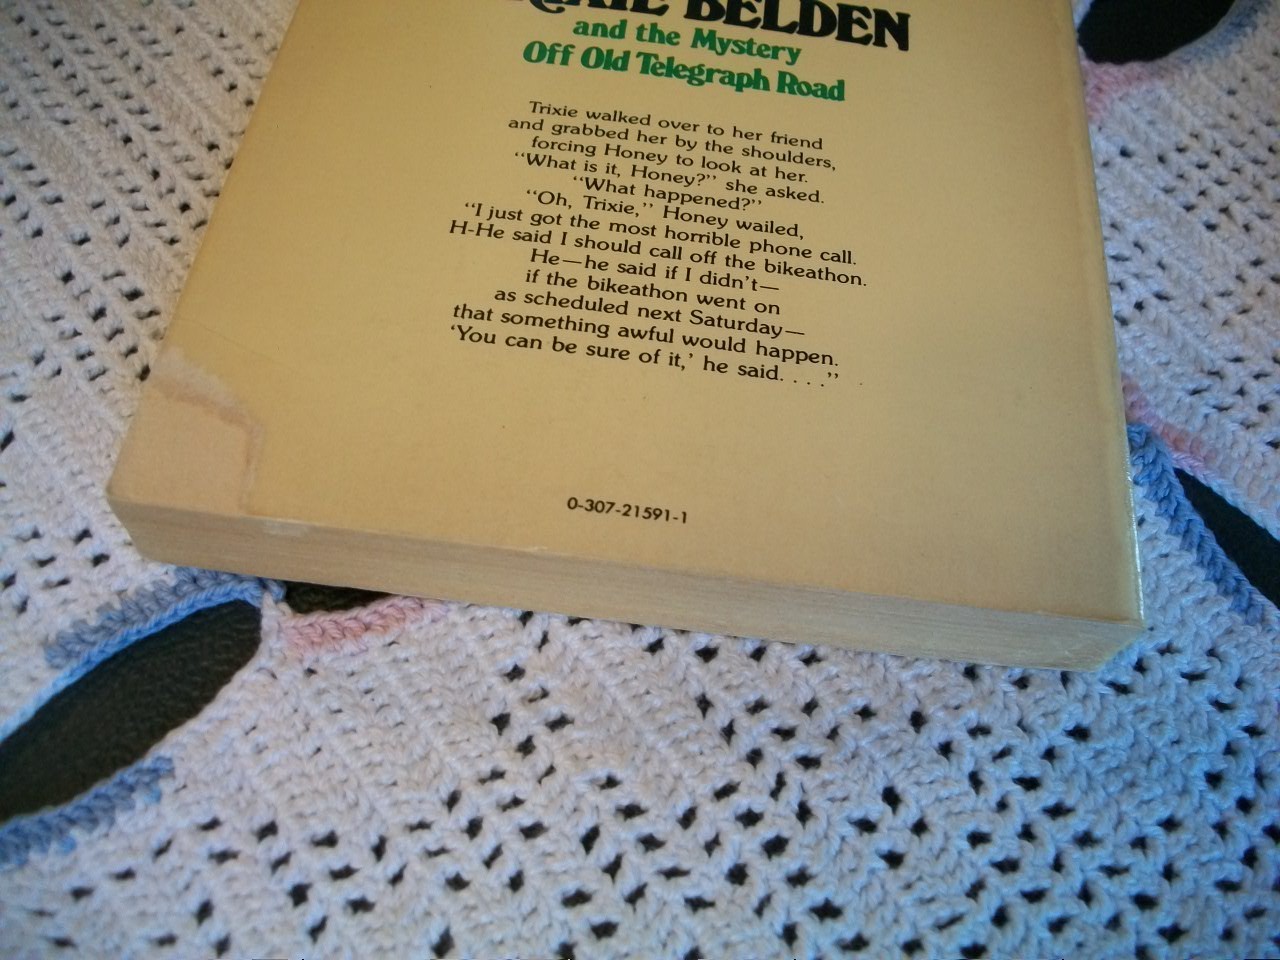 BELDEN
and the Mystery
Off Old Telegraph Road
Trixie walked over to her friend
and grabbed her by the shoulders,
forcing Honey to look at her.
“What is it, Honey?” she asked.
“What happened?”
“Oh, Trixie,” Honey wailed,
“I just got the most horrible phone call.
H-He said I should call off the bikeathon.
He—he said if I didn’t—
if the bikeathon went on
as scheduled next Saturday—
that something awful would happen.
‘You can be sure of it,’ he said. . . .”
0-307-21591-1